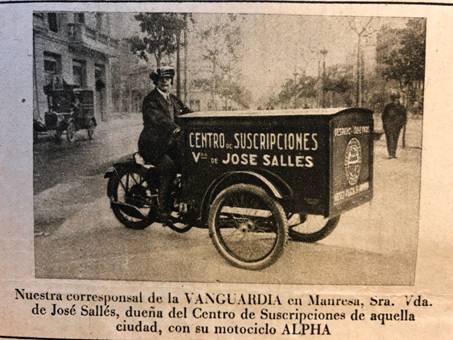 CENTRO DE SUSCRIPCIONES
Vda DE JOSE SALLES
Nuestra corresponsal de la VANGUARDIA en Manresa, Sra. Vda.
de José Sallés, dueña del Centro de Suscripciones de aquella
ciudad, con su motociclo ALPHA